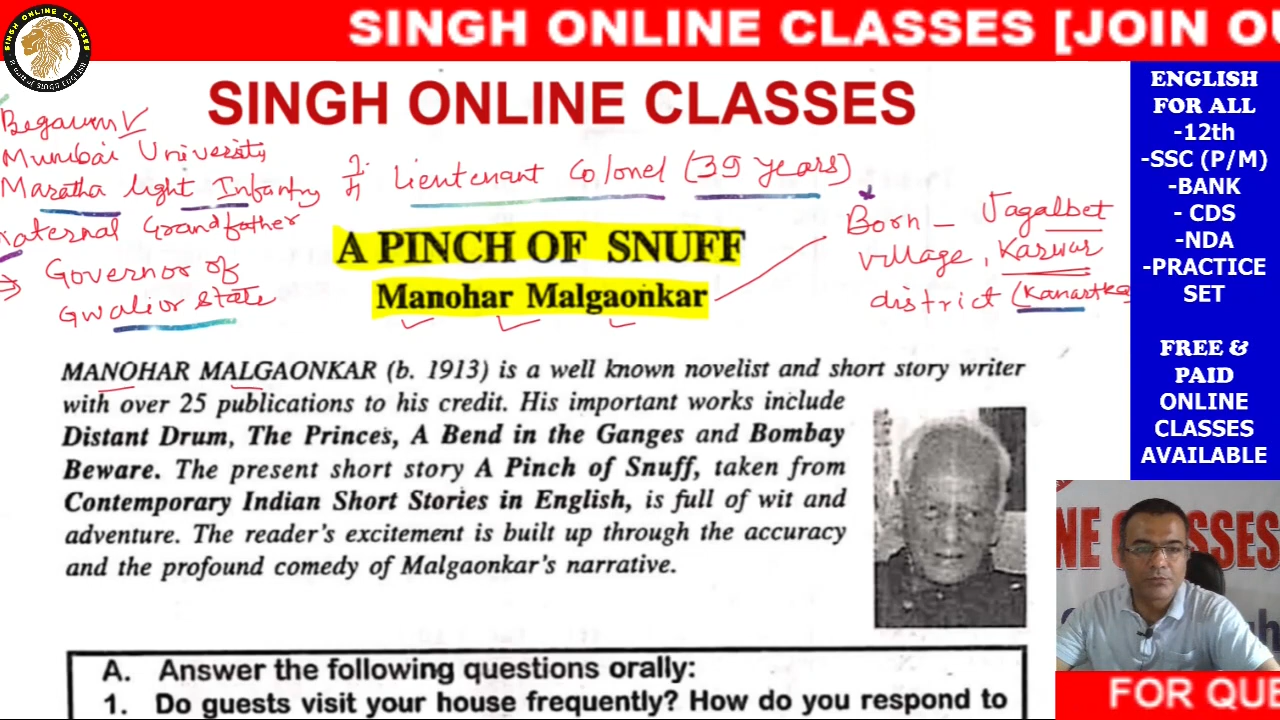 SINGH ONLINE CLASSES [JOIN OU
SINGH ONLINE CLASSES
SINGH ONLINE CLASSES
Begaum
Mumbai University
Maratha light Infantry
Lieutenant Colonel (39 years)
aternal Grandfather
Governor of
Gwalior state
A PINCH OF SNUFF
Manohar Malgaonkar
Born - Jagalbet
village, Karwar
district (
MANOHAR MALGAONKAR (b. 1913) is a well known novelist and short story writer
with over 25 publications to his credit. His important works include
Distant Drum, The Princes, A Bend in the Ganges and Bombay
Beware. The present short story A Pinch of Snuff, taken from
Contemporary Indian Short Stories in English, is full of wit and
adventure. The reader's excitement is built up through the accuracy
and the profound comedy of Malgaonkar's narrative.
A. Answer the following questions orally:
1. Do guests visit your house frequently? How do you respond to
ENGLISH
FOR ALL
-12th
-SSC (P/M)
-BANK
- CDS
-NDA
-PRACTICE
SET
FREE &
PAID
ONLINE
CLASSES
AVAILABLE
NE CLASSES
FOR QUE